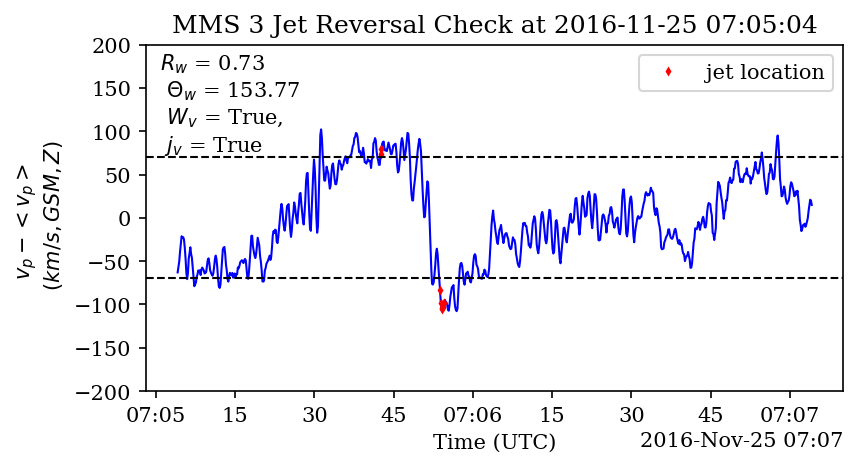 MMS 3 Jet Reversal Check at 2016-11-25 07:05:04
R_w = 0.73
Θ_w = 153.77
W_v = True,
j_v = True
jet location
v_p − < v_p >
(km/s, GSM, Z)
200
150
100
50
0
−50
−100
−150
−200
07:05 15 30 45 07:06 15 30 45 07:07
Time (UTC)
2016-Nov-25 07:07